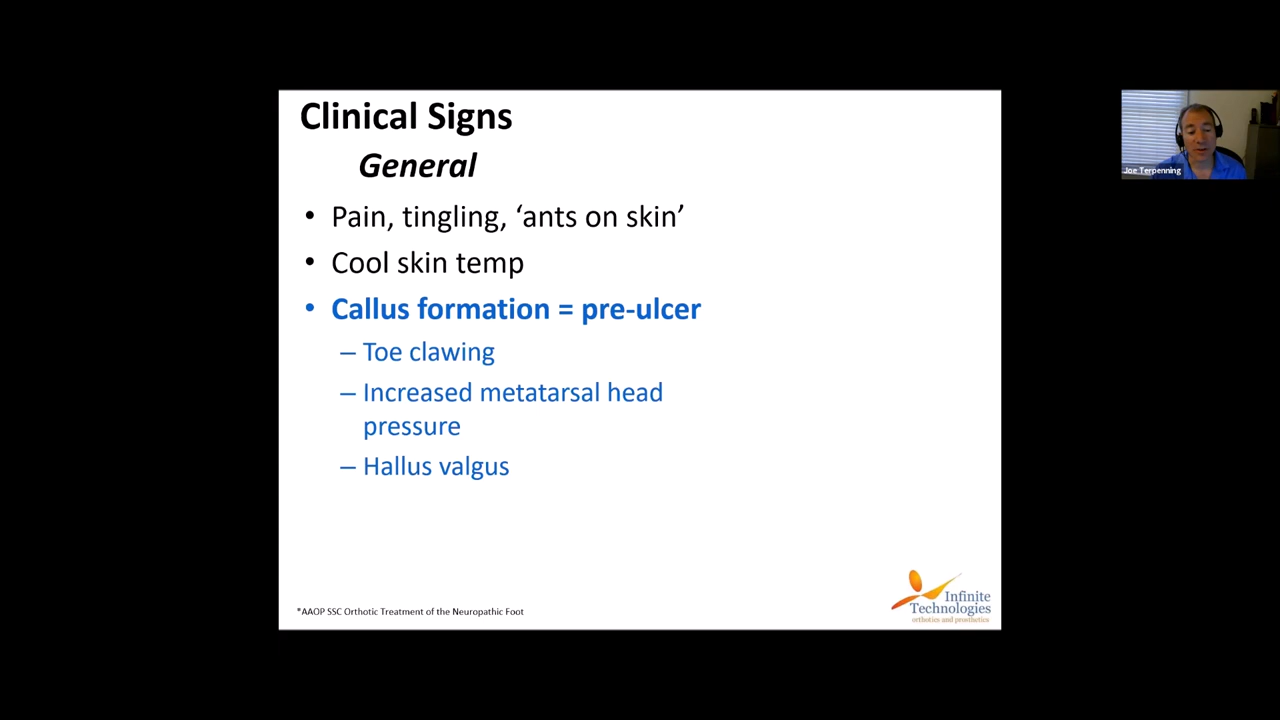 Clinical Signs
General
• Pain, tingling, ‘ants on skin’
• Cool skin temp
• Callus formation = pre-ulcer
– Toe clawing
– Increased metatarsal head
pressure
– Hallus valgus
*AAOP SSC Orthotic Treatment of the Neuropathic Foot
Infinite
Technologies
orthotics and prosthetics
Joe Terpenning